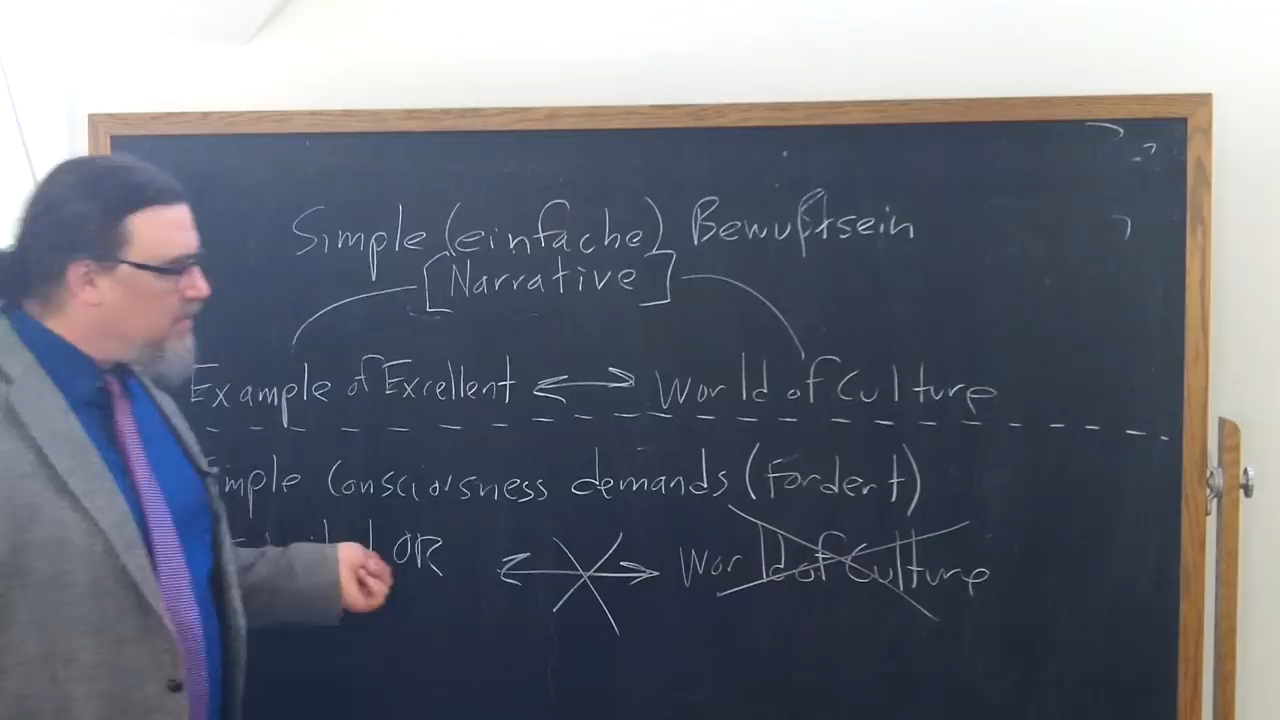 Simple (einfache) Bewußtsein
[Narrative]
Example of Excellent ⟷ World of Culture
Simple Consciousness demands (fordert)
OR ⟷ World of Culture